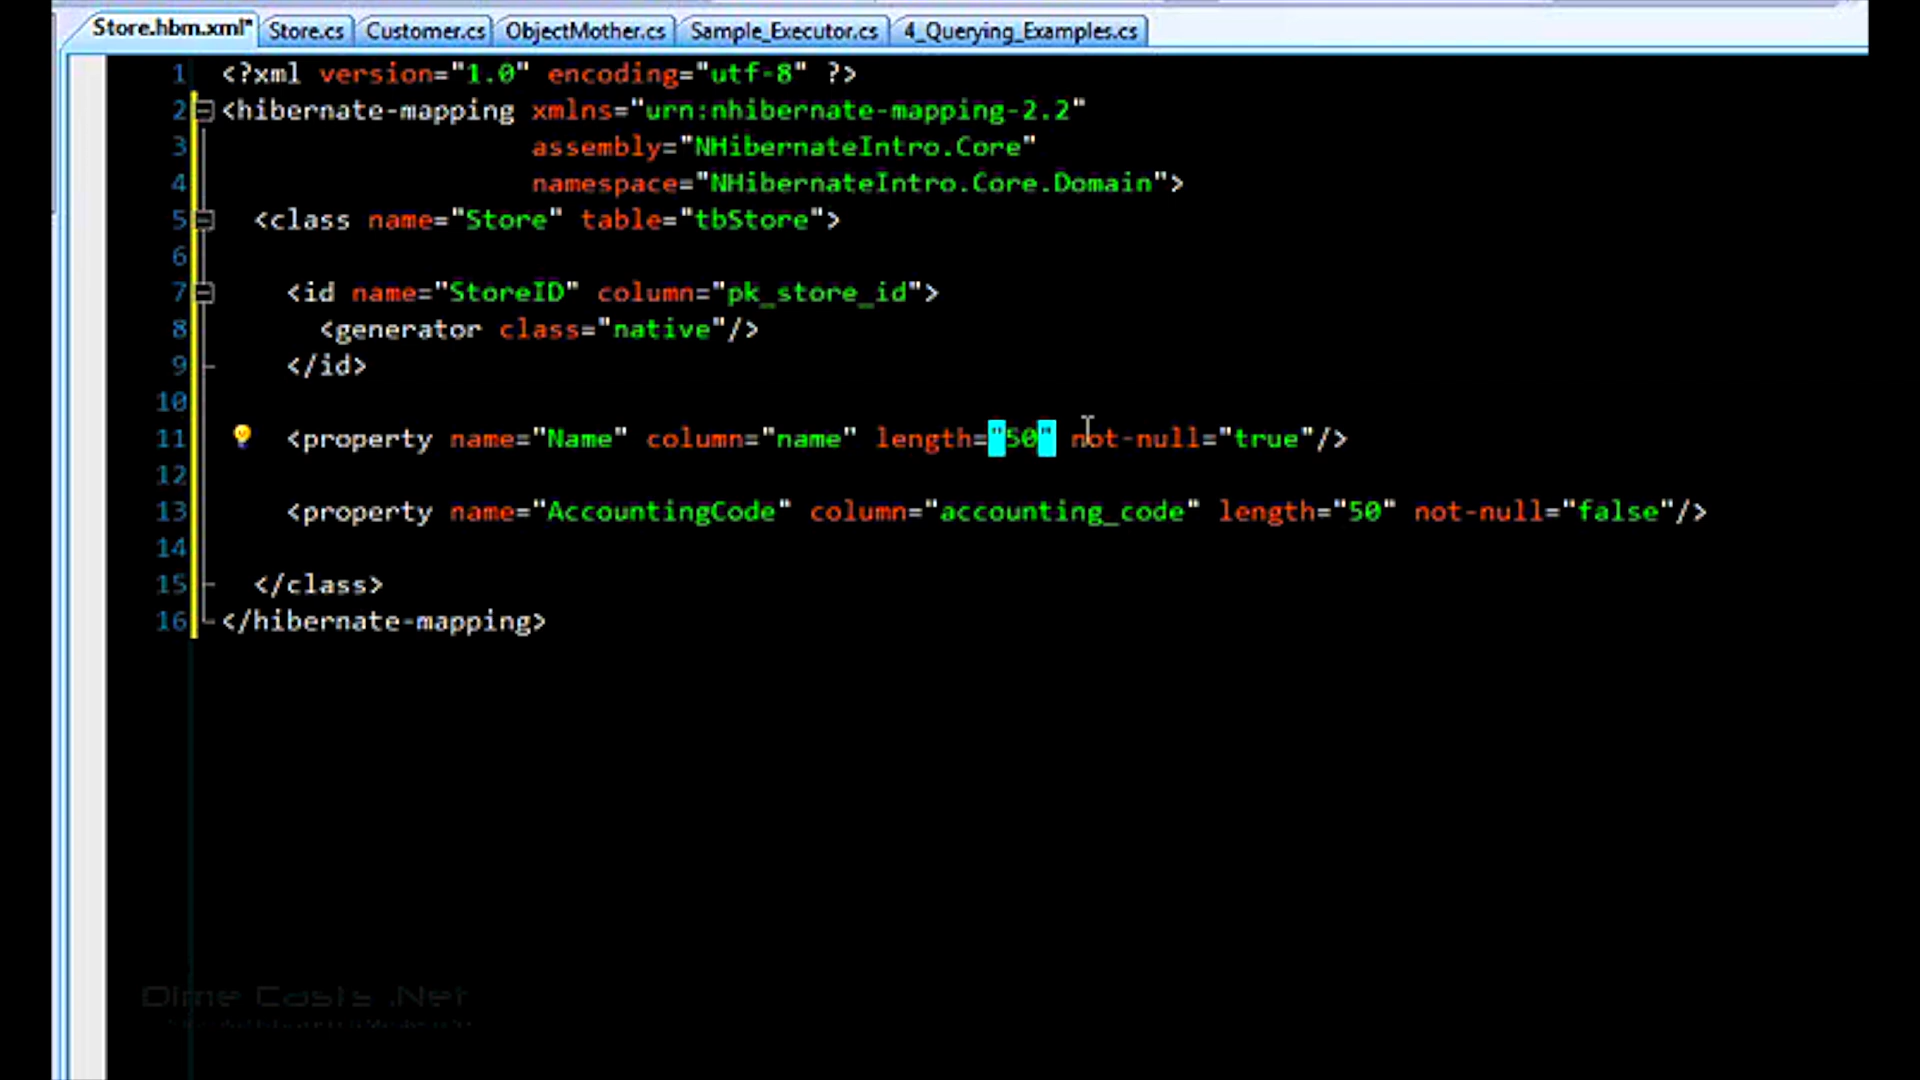 Store.hbm.xml* Store.cs Customer.cs ObjectMother.cs Sample_Executor.cs 4_Querying_Examples.cs
1 <?xml version="1.0" encoding="utf-8" ?>
2 <hibernate-mapping xmlns="urn:nhibernate-mapping-2.2"
3 assembly="NHibernateIntro.Core"
4 namespace="NHibernateIntro.Core.Domain">
5 <class name="Store" table="tbStore">
6
7 <id name="StoreID" column="pk_store_id">
8 <generator class="native"/>
9 </id>
10
11 <property name="Name" column="name" length="50" not-null="true"/>
12
13 <property name="AccountingCode" column="accounting_code" length="50" not-null="false"/>
14
15 </class>
16 </hibernate-mapping>
Dime Casts .Net